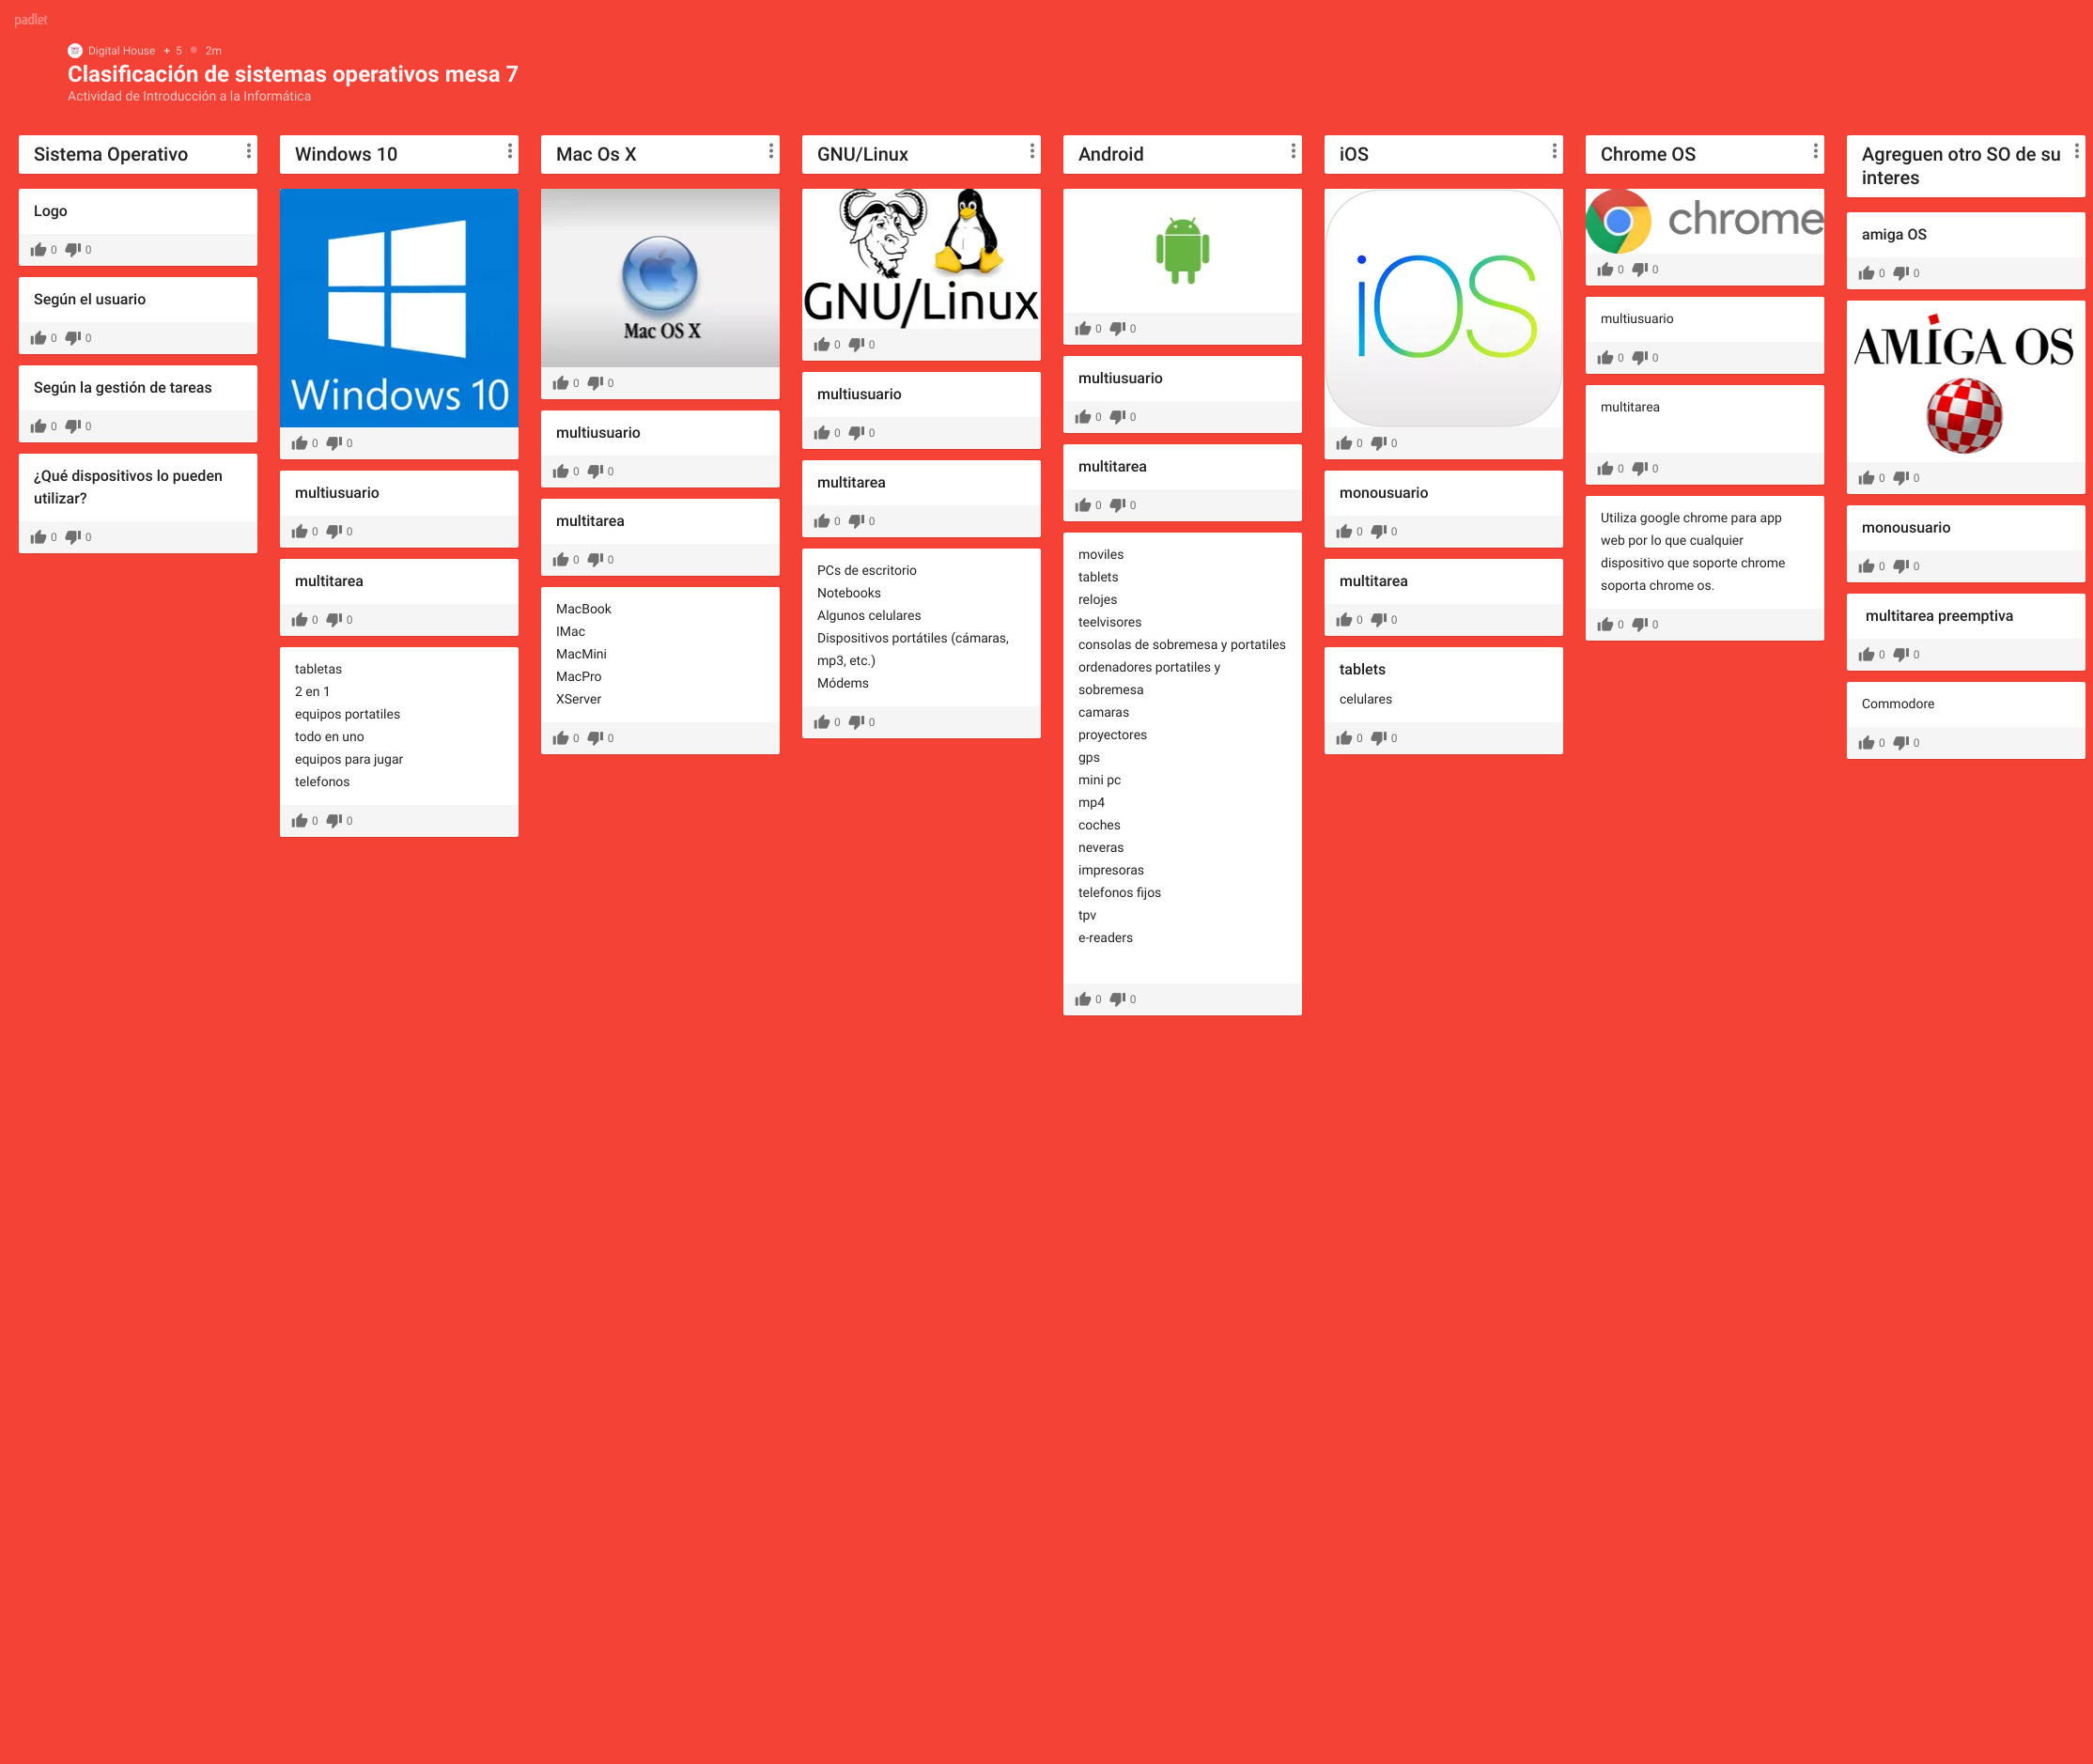 padlet
Digital House + 5 2m
Clasificación de sistemas operativos mesa 7
Actividad de Introducción a la Informática
Sistema Operativo
Logo
0 0
Según el usuario
0 0
Según la gestión de tareas
0 0
¿Qué dispositivos lo pueden
utilizar?
0 0
Windows 10
Windows 10
0 0
multiusuario
0 0
multitarea
0 0
tabletas
2 en 1
equipos portatiles
todo en uno
equipos para jugar
telefonos
0 0
Mac Os X
Mac OS X
0 0
multiusuario
0 0
multitarea
0 0
MacBook
IMac
MacMini
MacPro
XServer
0 0
GNU/Linux
GNU/Linux
0 0
multiusuario
0 0
multitarea
0 0
PCs de escritorio
Notebooks
Algunos celulares
Dispositivos portátiles (cámaras,
mp3, etc.)
Módems
0 0
Android
0 0
multiusuario
0 0
multitarea
0 0
moviles
tablets
relojes
teelvisores
consolas de sobremesa y portatiles
ordenadores portatiles y
sobremesa
camaras
proyectores
gps
mini pc
mp4
coches
neveras
impresoras
telefonos fijos
tpv
e-readers
0 0
iOS
iOS
0 0
monousuario
0 0
multitarea
0 0
tablets
celulares
0 0
Chrome OS
chrome
0 0
multiusuario
0 0
multitarea
0 0
Utiliza google chrome para app
web por lo que cualquier
dispositivo que soporte chrome
soporta chrome os.
0 0
Agreguen otro SO de su
interes
amiga OS
0 0
AMIGA OS
0 0
monousuario
0 0
multitarea preemptiva
0 0
Commodore
0 0